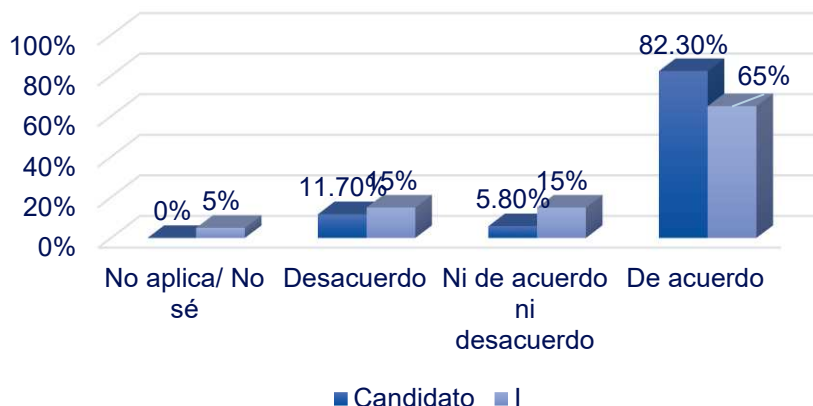 100%
80%
60%
40%
20%
0%
0%
5%
11.70%
15%
5.80%
15%
82.30%
65%
No aplica/ No
sé
Desacuerdo
Ni de acuerdo
ni
desacuerdo
De acuerdo
Candidato
I